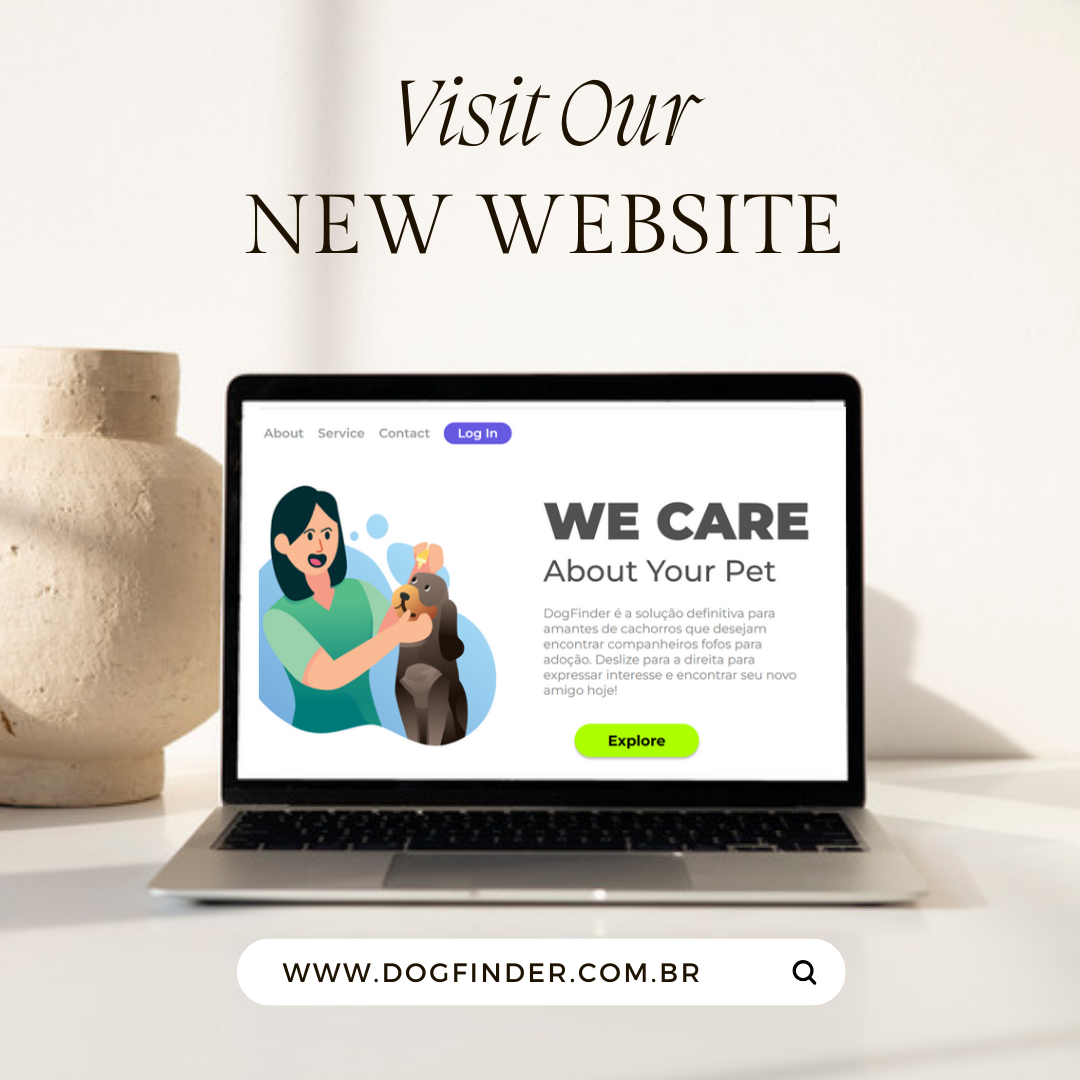 Visit Our
NEW WEBSITE
About Service Contact Log In
WE CARE
About Your Pet
DogFinder é a solução definitiva para
amantes de cachorros que desejam
encontrar companheiros fofos para
adoção. Deslize para a direita para
expressar interesse e encontrar seu novo
amigo hoje!
Explore
WWW.DOGFINDER.COM.BR